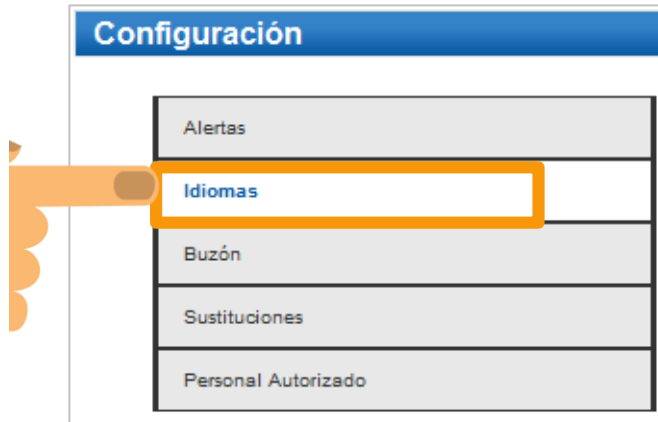 Configuración
Alertas
Idiomas
Buzón
Sustituciones
Personal Autorizado